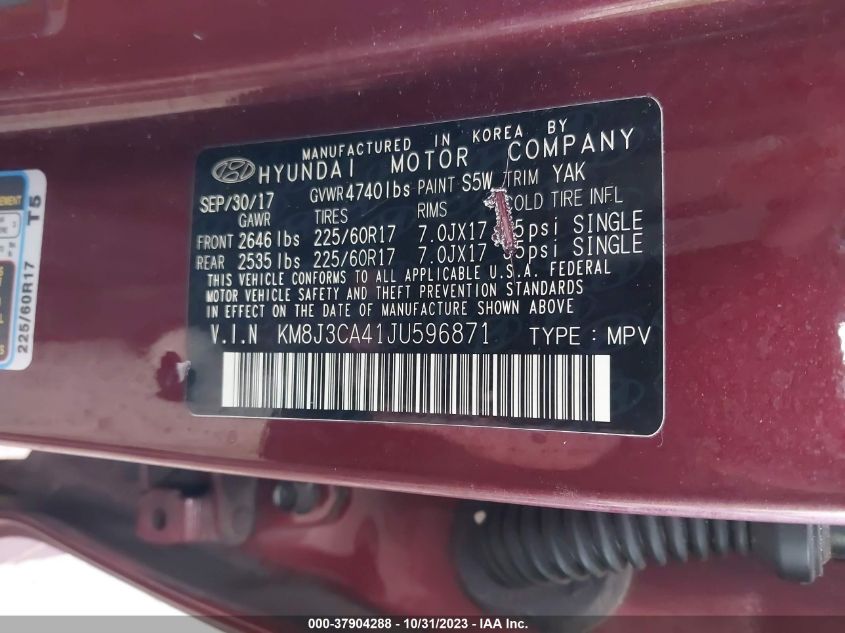 MANUFACTURED IN KOREA BY
HYUNDAI MOTOR COMPANY
SEP/30/17 GVWR 4740lbs PAINT S5W TRIM YAK
GAWR TIRES RIMS COLD TIRE INFL
FRONT 2646 lbs 225/60R17 7.0JX17 psi SINGLE
REAR 2535 lbs 225/60R17 7.0JX17 psi SINGLE
THIS VEHICLE CONFORMS TO ALL APPLICABLE U.S.A. FEDERAL
MOTOR VEHICLE SAFETY AND THEFT PREVENTION STANDARDS
IN EFFECT ON THE DATE OF MANUFACTURE SHOWN ABOVE
V.I.N KM8J3CA41JU596871 TYPE : MPV
225/60R17 T5
000-37904288 - 10/31/2023 - IAA Inc.